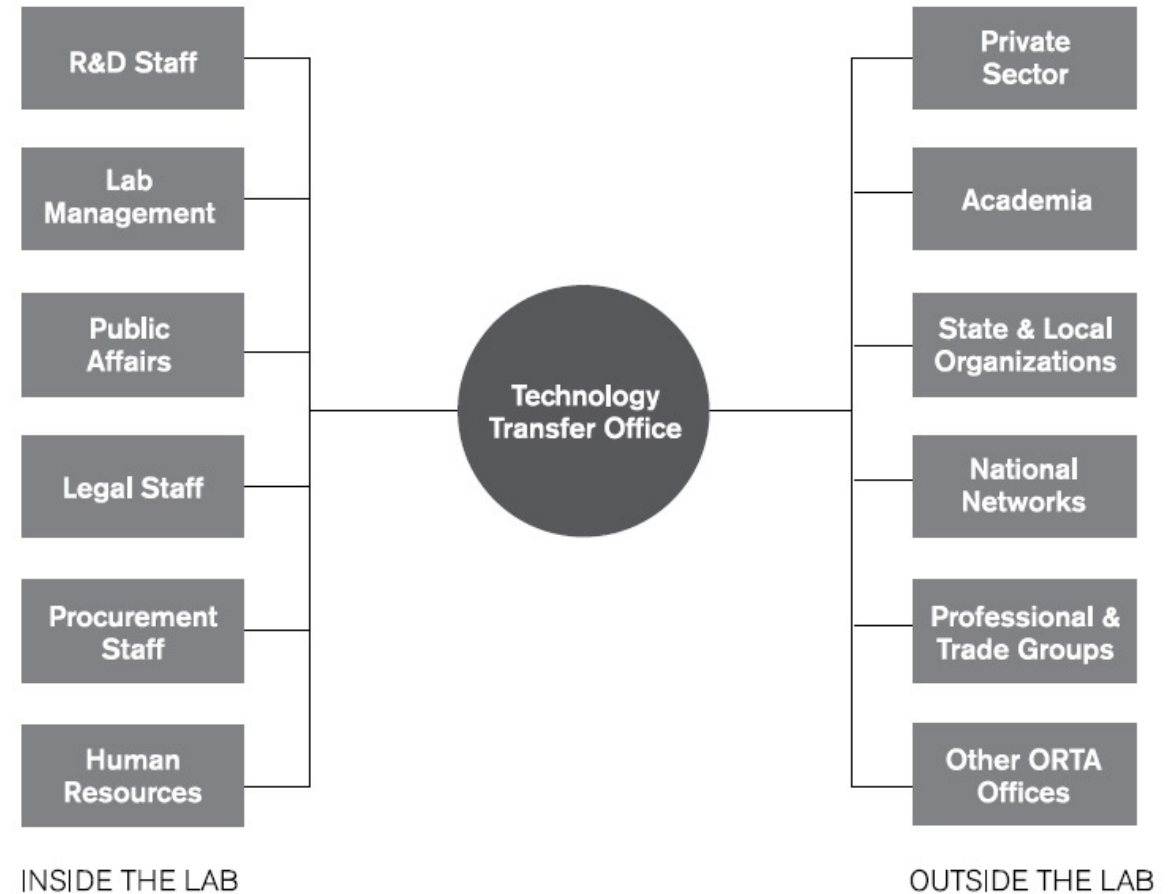 R&D Staff
Lab
Management
Public
Affairs
Legal Staff
Procurement
Staff
Human
Resources
INSIDE THE LAB
Technology
Transfer Office
Private
Sector
Academia
State & Local
Organizations
National
Networks
Professional &
Trade Groups
Other ORTA
Offices
OUTSIDE THE LAB